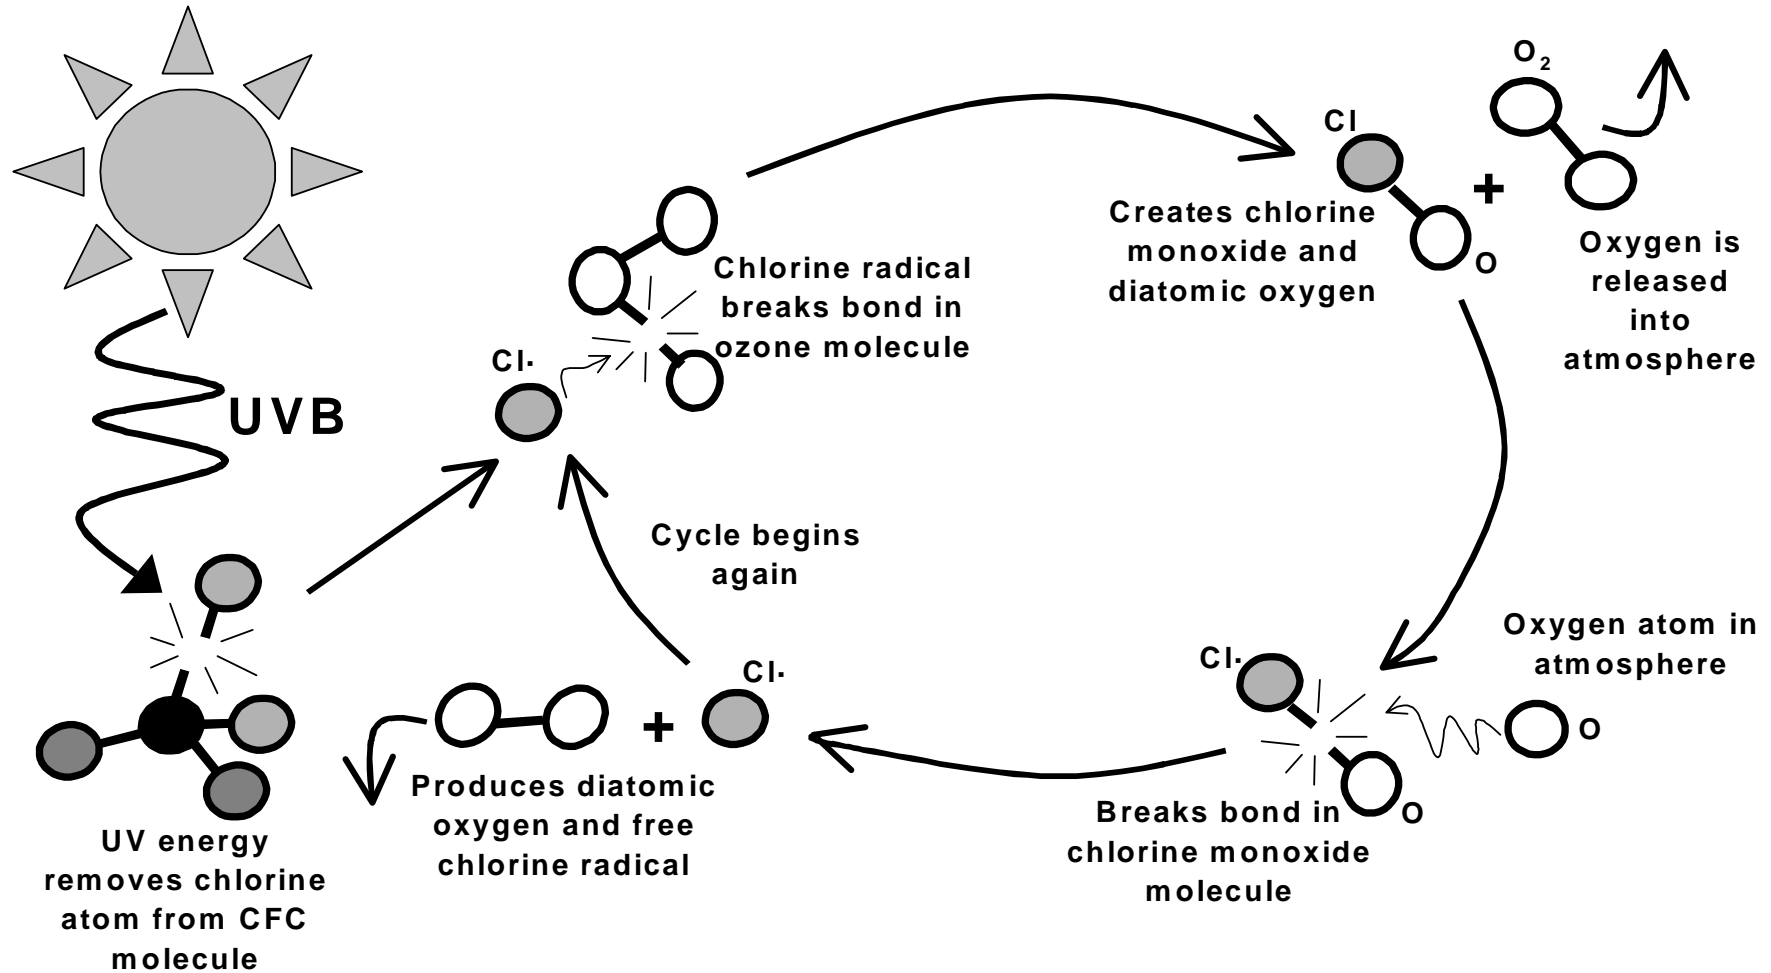 UVB
UV energy
removes chlorine
atom from CFC
molecule
Cl·
Chlorine radical
breaks bond in
ozone molecule
Cl
O
Creates chlorine
monoxide and
diatomic oxygen
O₂
Oxygen is
released
into
atmosphere
Oxygen atom in
atmosphere
O
Cl·
O
Breaks bond in
chlorine monoxide
molecule
Cl·
Produces diatomic
oxygen and free
chlorine radical
Cycle begins
again